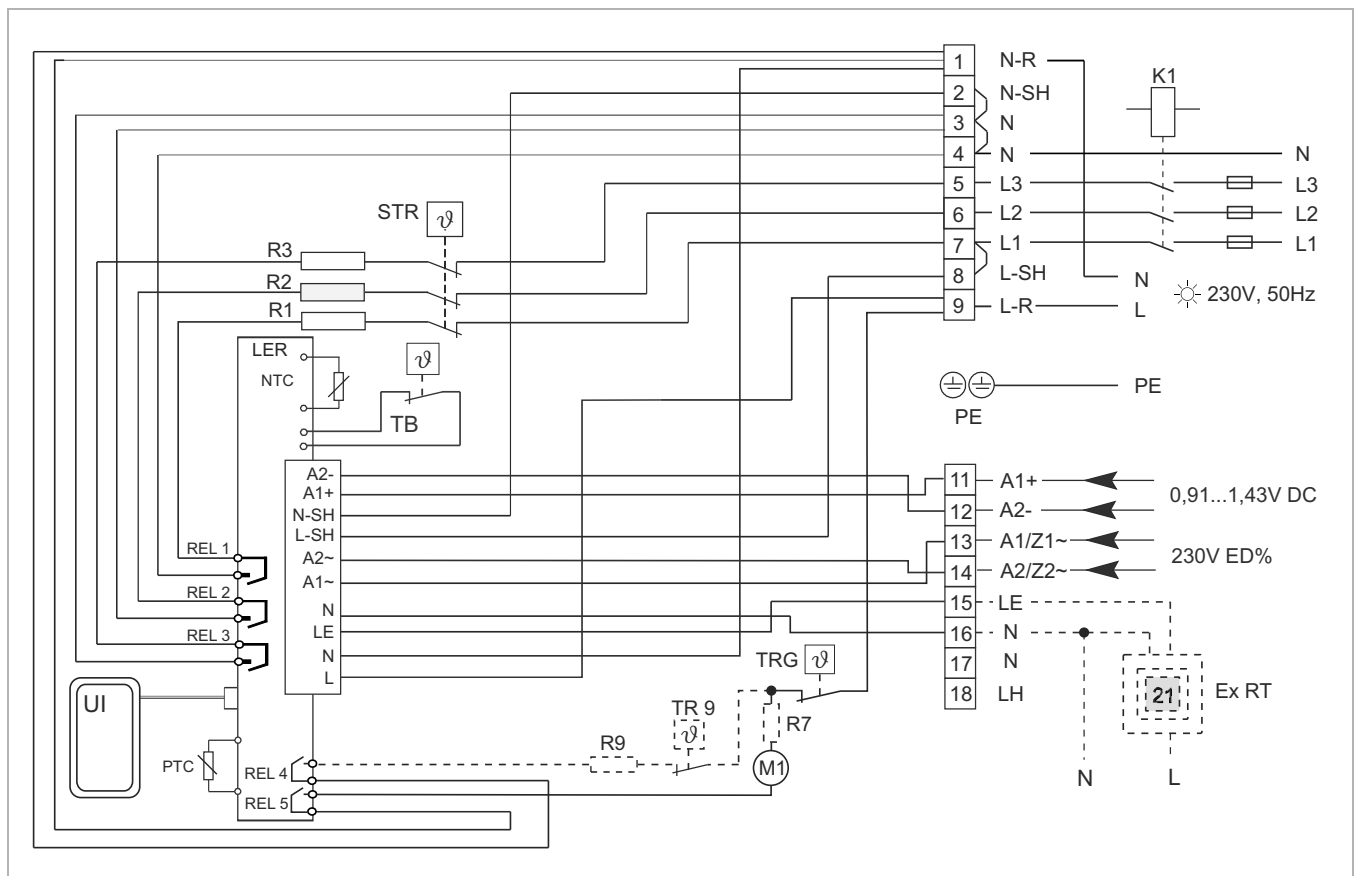 1 N-R
K1
2 N-SH
3 N
4 N N
5 L3 L3
STR ϑ
6 L2 L2
R3
7 L1 L1
R2
8 L-SH
N
230V, 50Hz
R1
9 L-R L
LER
ϑ
NTC
PE
PE
TB
A2-
11 A1+
A1+
0,91...1,43V DC
N-SH
12 A2-
L-SH
13 A1/Z1~
REL 1
A2~
230V ED%
14 A2/Z2~
A1~
REL 2
15 LE
N
LE
16 N
REL 3
N
17 N
TRG ϑ
L
18 LH
21 Ex RT
UI
TR 9
ϑ
R7
R9
PTC
REL 4
M1
N L
REL 5